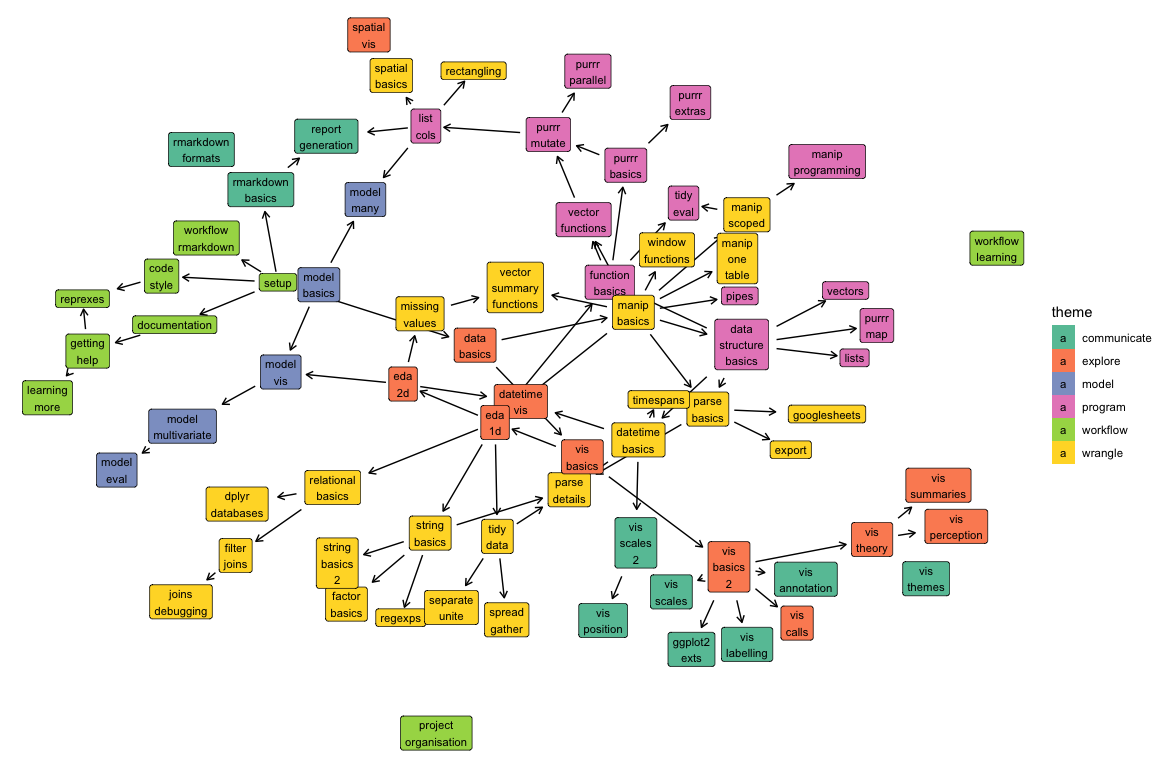 spatial
vis
spatial
basics
rectangling
purrr
parallel
purrr
extras
list
cols
report
generation
purrr
mutate
rmarkdown
formats
purrr
basics
manip
programming
rmarkdown
basics
model
many
tidy
eval
manip
scoped
vector
functions
workflow
rmarkdown
window
functions
manip
one
table
workflow
learning
code
style
setup
model
basics
vector
summary
functions
function
basics
reprexes
pipes
vectors
missing
values
manip
basics
documentation
purrr
map
getting
help
data
basics
data
structure
basics
lists
model
vis
eda
2d
learning
more
datetime
vis
timespans
parse
basics
googlesheets
eda
1d
model
multivariate
datetime
basics
export
vis
basics
model
eval
relational
basics
parse
details
vis
summaries
dplyr
databases
string
basics
tidy
data
vis
scales
2
vis
theory
vis
perception
filter
joins
string
basics
2
vis
basics
2
vis
annotation
vis
themes
joins
debugging
factor
basics
regexps
separate
unite
spread
gather
vis
scales
vis
position
vis
calls
ggplot2
exts
vis
labelling
project
organisation
theme
a communicate
a explore
a model
a program
a workflow
a wrangle